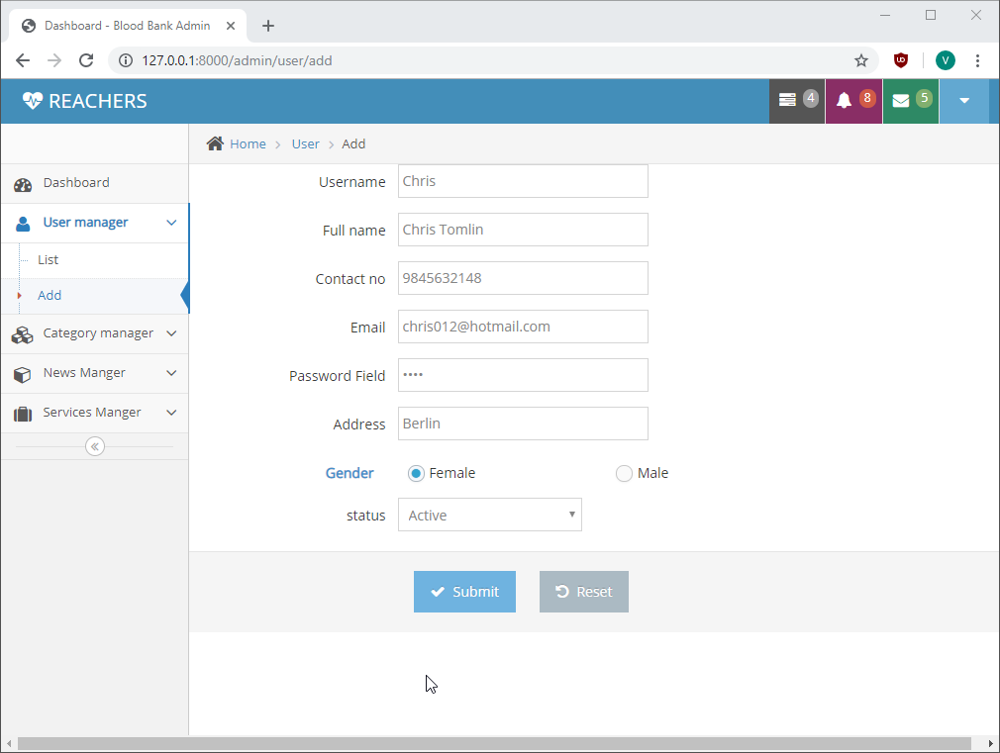 Dashboard - Blood Bank Admin
127.0.0.1:8000/admin/user/add
V
REACHERS
4
8
5
Home
User
Add
Dashboard
User manager
List
Add
Category manager
News Manger
Services Manger
Username
Chris
Full name
Chris Tomlin
Contact no
9845632148
Email
chris012@hotmail.com
Password Field
••••
Address
Berlin
Gender
Female
Male
status
Active
Submit
Reset